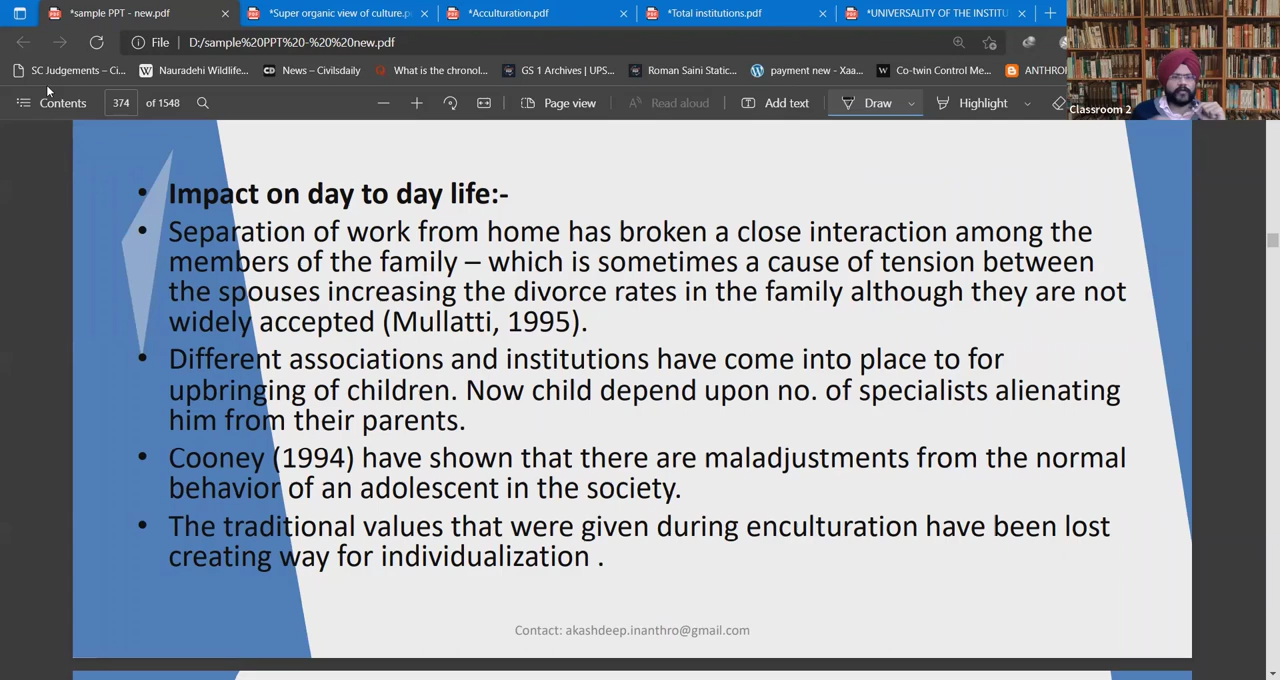 *sample PPT - new.pdf
*Super organic view of culture.p
*Acculturation.pdf
*Total institutions.pdf
*UNIVERSALITY OF THE INSTITU
File
D:/sample%20PPT%20-%20%20new.pdf
SC Judgements – Ci...
Nauradehi Wildlife...
News – Civilsdaily
What is the chronol...
GS 1 Archives | UPS...
Roman Saini Static...
payment new - Xaa...
Co-twin Control Me...
ANTHRO
Contents
374
of 1548
Page view
Read aloud
Add text
Draw
Highlight
Classroom 2
• Impact on day to day life:-
• Separation of work from home has broken a close interaction among the
members of the family – which is sometimes a cause of tension between
the spouses increasing the divorce rates in the family although they are not
widely accepted (Mullatti, 1995).
• Different associations and institutions have come into place to for
upbringing of children. Now child depend upon no. of specialists alienating
him from their parents.
• Cooney (1994) have shown that there are maladjustments from the normal
behavior of an adolescent in the society.
• The traditional values that were given during enculturation have been lost
creating way for individualization .
Contact: akashdeep.inanthro@gmail.com